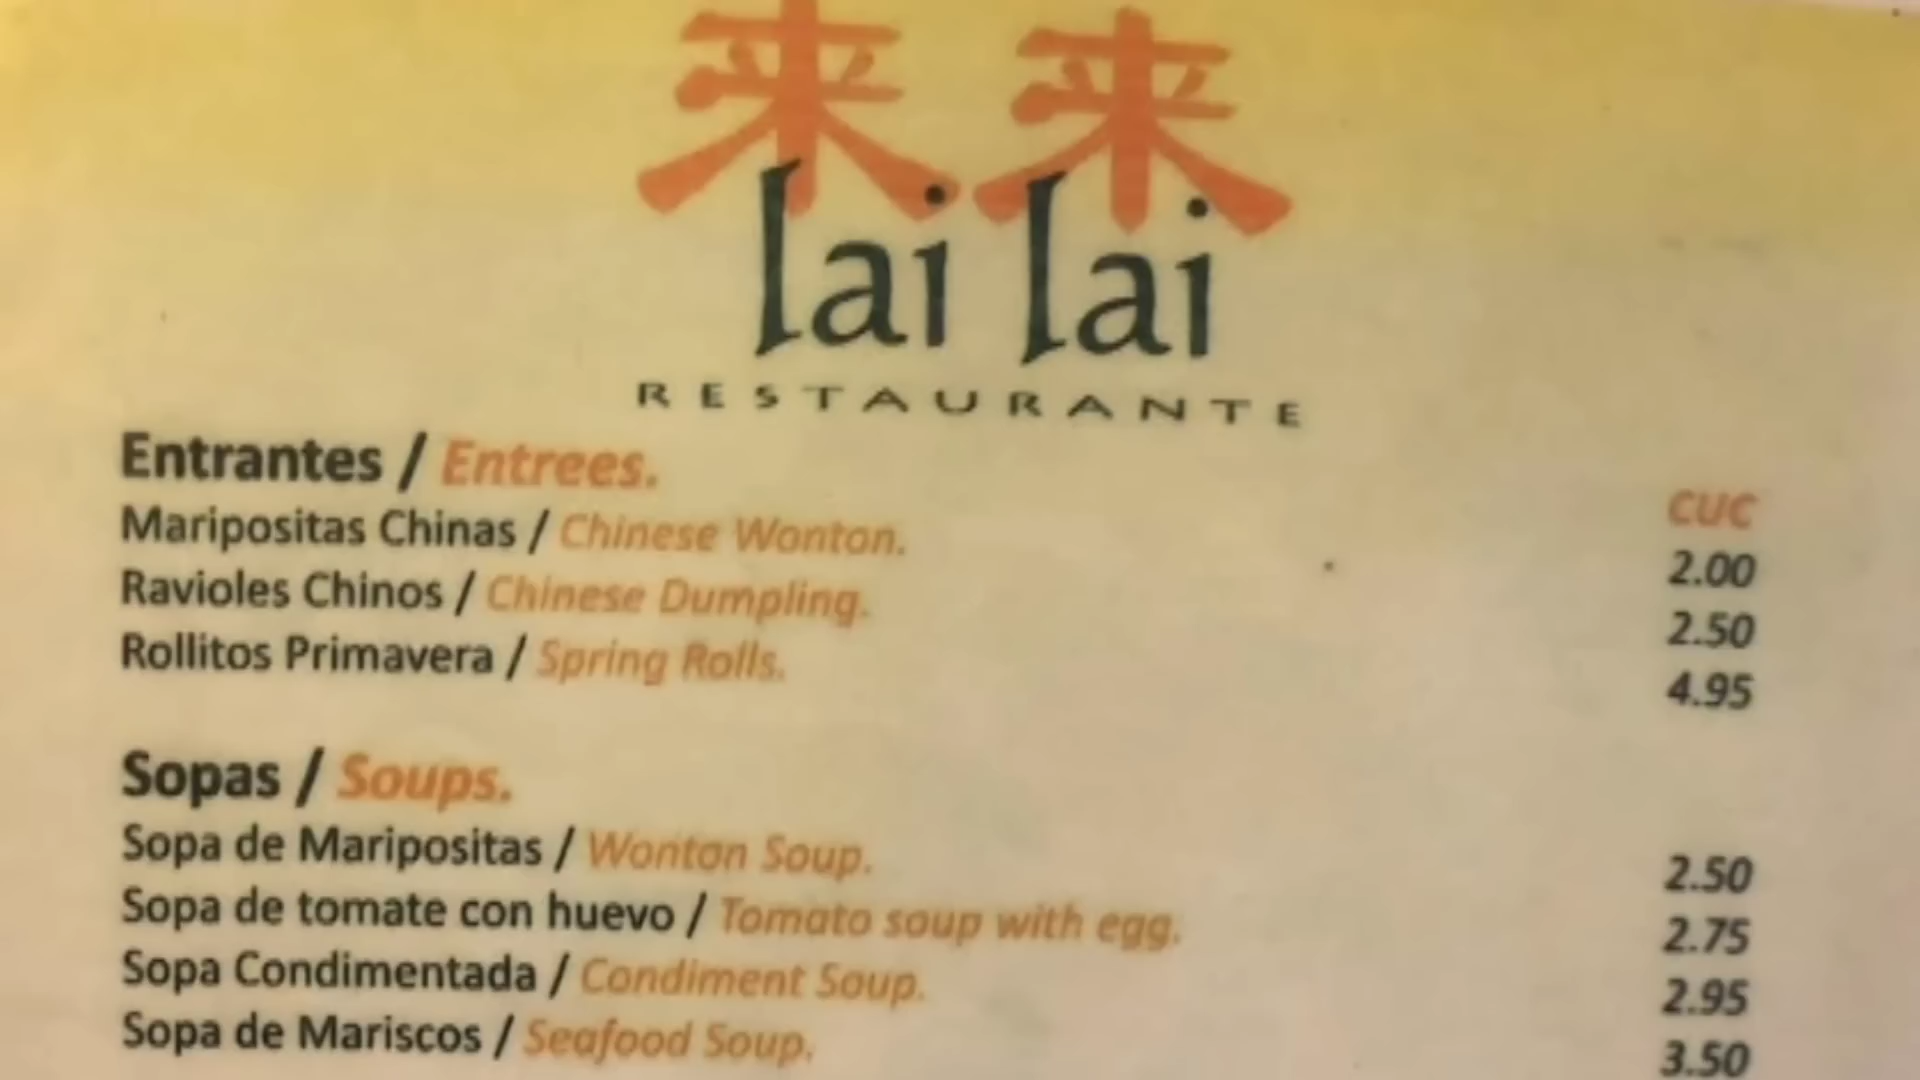 来来
lai lai
RESTAURANTE
Entrantes / Entrees.
CUC
Maripositas Chinas / Chinese Wonton. 2.00
Ravioles Chinos / Chinese Dumpling. 2.50
Rollitos Primavera / Spring Rolls. 4.95
Sopas / Soups.
Sopa de Maripositas / Wonton Soup. 2.50
Sopa de tomate con huevo / Tomato soup with egg. 2.75
Sopa Condimentada / Condiment Soup. 2.95
Sopa de Mariscos / Seafood Soup. 3.50